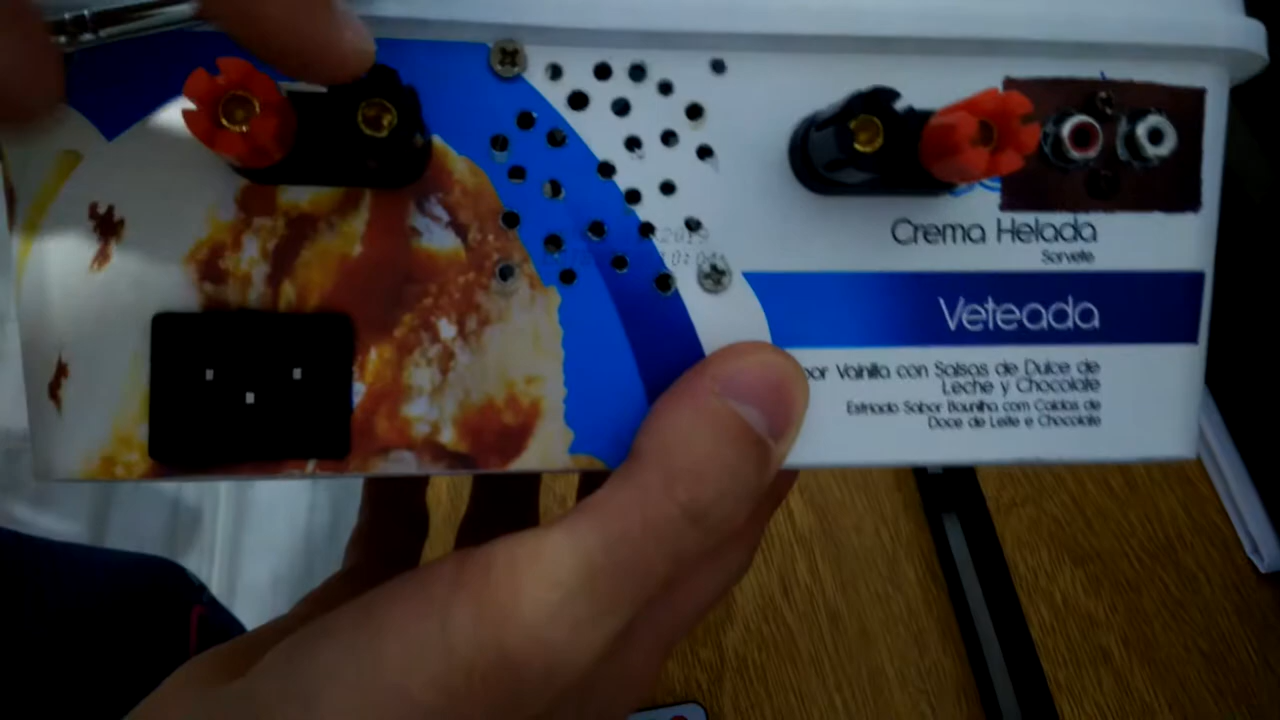 Crema Helada
Sorvete
Veteada
Vainilla con Salsas de Dulce de
Leche y Chocolate
Estriado Sabor Baunilha com Caldas de
Doce de Leite e Chocolate